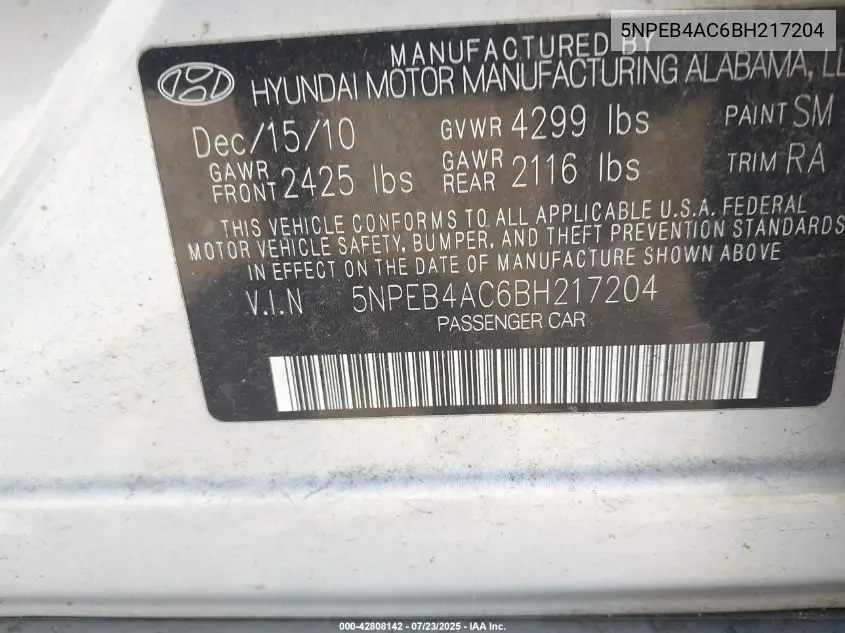 5NPEB4AC6BH217204
MANUFACTURED BY
HYUNDAI MOTOR MANUFACTURING ALABAMA, LL
Dec/15/10 GVWR 4299 lbs PAINT SM
GAWR FRONT 2425 lbs GAWR REAR 2116 lbs TRIM RA
THIS VEHICLE CONFORMS TO ALL APPLICABLE U.S.A. FEDERAL
MOTOR VEHICLE SAFETY, BUMPER, AND THEFT PREVENTION STANDARDS
IN EFFECT ON THE DATE OF MANUFACTURE SHOWN ABOVE
V.I.N 5NPEB4AC6BH217204
PASSENGER CAR
000-42808142 - 07/23/2025 - IAA Inc.